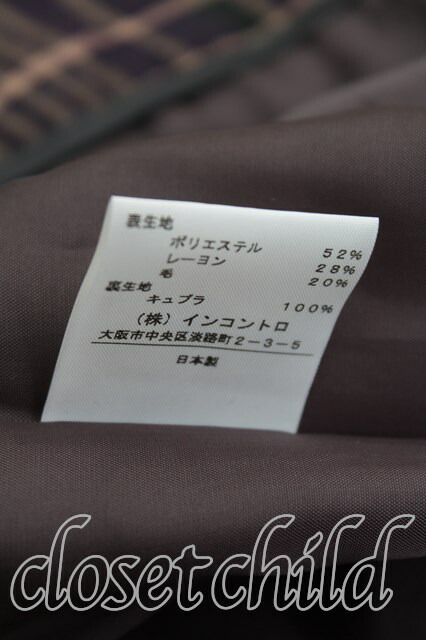 表生地
ポリエステル 52%
レーヨン 28%
毛 20%
裏生地
キュプラ 100%
（株）インコントロ
大阪市中央区淡路町2-3-5
日本製
closet child